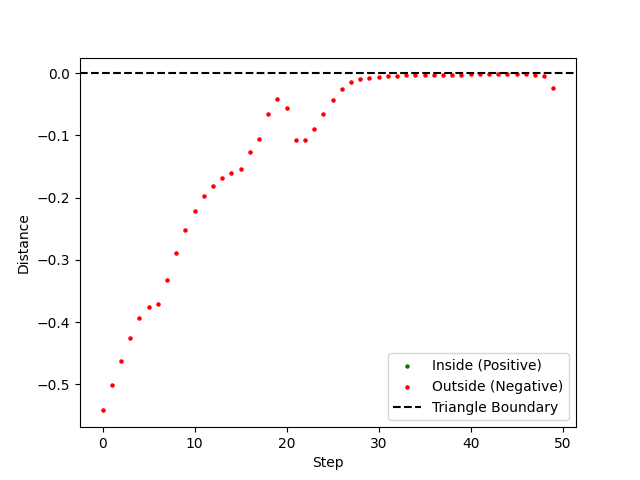 0.0
−0.1
−0.2
−0.3
−0.4
−0.5
Distance
0 10 20 30 40 50
Step
Inside (Positive)
Outside (Negative)
Triangle Boundary